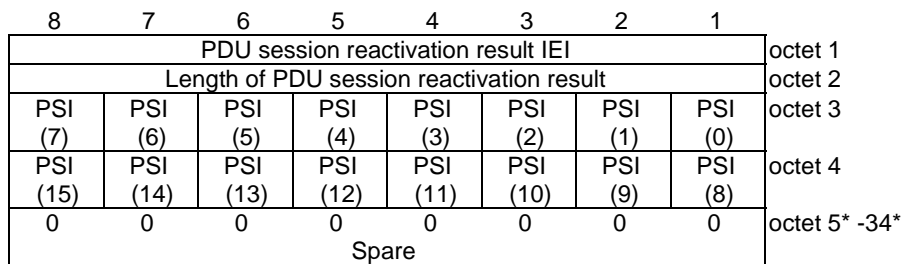 8 7 6 5 4 3 2 1
PDU session reactivation result IEI octet 1
Length of PDU session reactivation result octet 2
PSI PSI PSI PSI PSI PSI PSI PSI octet 3
(7) (6) (5) (4) (3) (2) (1) (0)
PSI PSI PSI PSI PSI PSI PSI PSI octet 4
(15) (14) (13) (12) (11) (10) (9) (8)
0 0 0 0 0 0 0 0 octet 5* -34*
Spare